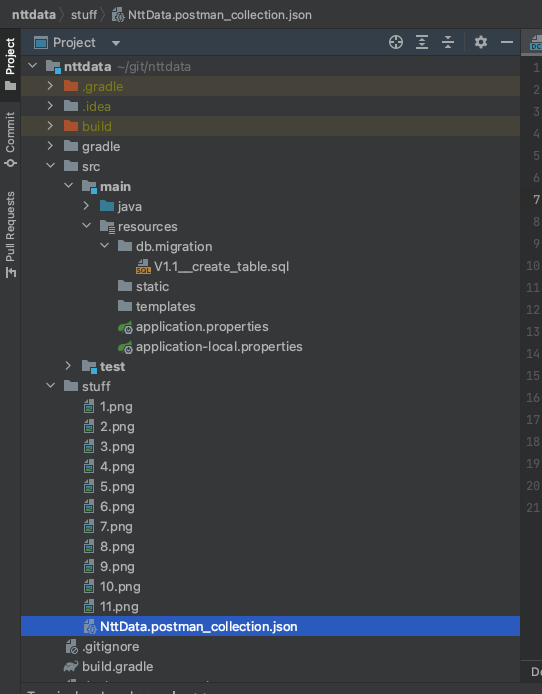 nttdata stuff NttData.postman_collection.json
Project
Commit
Pull Requests
Project
nttdata ~/git/nttdata
.gradle
.idea
build
gradle
src
main
java
resources
db.migration
SQL V1.1__create_table.sql
static
templates
application.properties
application-local.properties
test
stuff
1.png
2.png
3.png
4.png
5.png
6.png
7.png
8.png
9.png
10.png
11.png
NttData.postman_collection.json
.gitignore
build.gradle
1
2
3
4
5
6
7
8
9
10
11
12
13
14
15
16
17
18
19
20
21